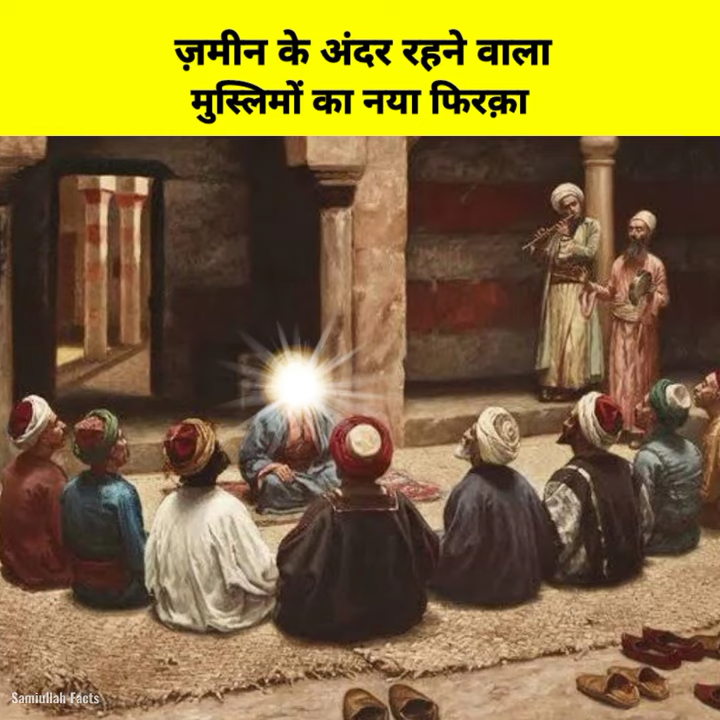 ज़मीन के अंदर रहने वाला
मुस्लिमों का नया फिरक़ा
Samiullah Facts